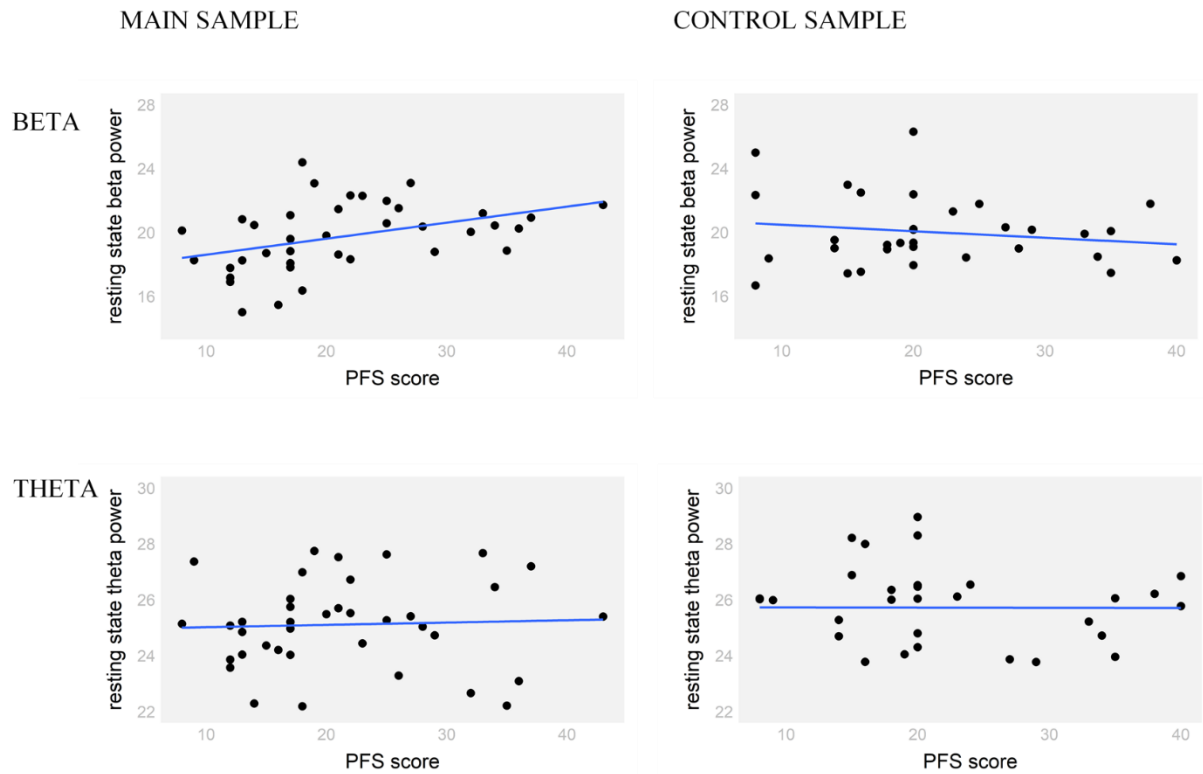 MAIN SAMPLE
CONTROL SAMPLE
BETA
resting state beta power
28
24
20
16
10
20
30
40
PFS score
resting state beta power
28
24
20
16
10
20
30
40
PFS score
THETA
resting state theta power
30
28
26
24
22
10
20
30
40
PFS score
resting state theta power
30
28
26
24
22
10
20
30
40
PFS score